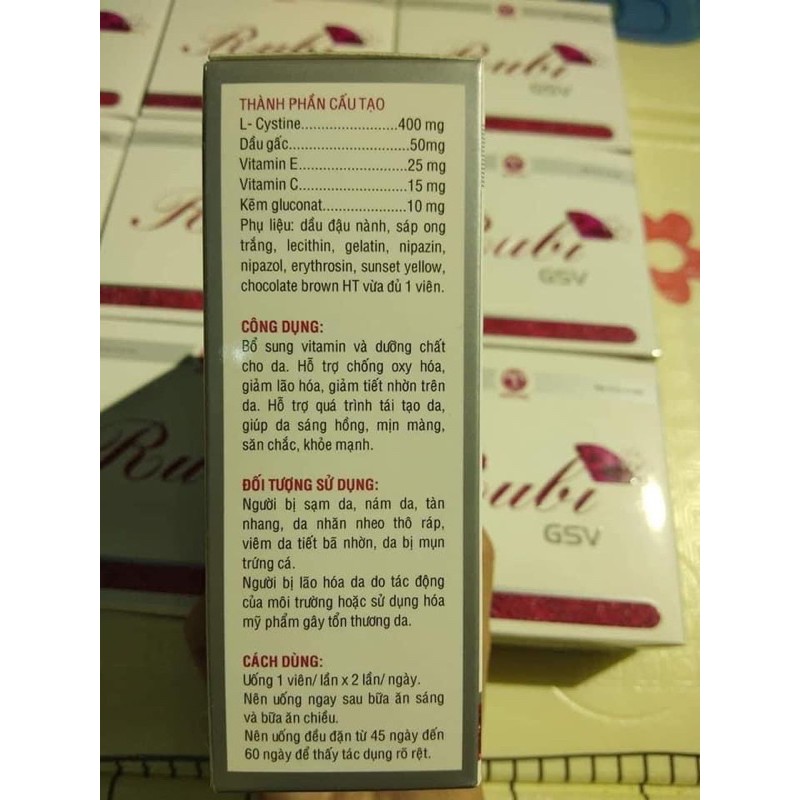 Rubi
GSV
THÀNH PHẦN CẤU TẠO
L- Cystine........................400 mg
Dầu gấc..............................50mg
Vitamin E...........................25 mg
Vitamin C...........................15 mg
Kẽm gluconat.....................10 mg
Phụ liệu: dầu đậu nành, sáp ong
trắng, lecithin, gelatin, nipazin,
nipazol, erythrosin, sunset yellow,
chocolate brown HT vừa đủ 1 viên.
CÔNG DỤNG:
Bổ sung vitamin và dưỡng chất
cho da. Hỗ trợ chống oxy hóa,
giảm lão hóa, giảm tiết nhờn trên
da. Hỗ trợ quá trình tái tạo da,
giúp da sáng hồng, mịn màng,
săn chắc, khỏe mạnh.
ĐỐI TƯỢNG SỬ DỤNG:
Người bị sạm da, nám da, tàn
nhang, da nhăn nheo thô ráp,
viêm da tiết bã nhờn, da bị mụn
trứng cá.
Người bị lão hóa da do tác động
của môi trường hoặc sử dụng hóa
mỹ phẩm gây tổn thương da.
CÁCH DÙNG:
Uống 1 viên/ lần x 2 lần/ ngày.
Nên uống ngay sau bữa ăn sáng
và bữa ăn chiều.
Nên uống đều đặn từ 45 ngày đến
60 ngày để thấy tác dụng rõ rệt.
Rubi
GSV
Rubi
GSV